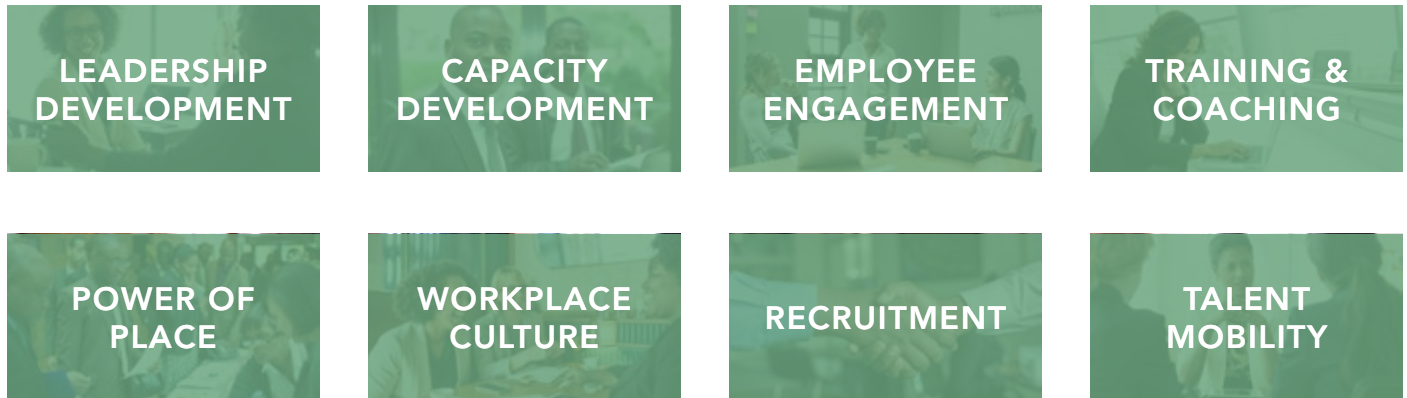 LEADERSHIP
DEVELOPMENT
CAPACITY
DEVELOPMENT
EMPLOYEE
ENGAGEMENT
TRAINING &
COACHING
POWER OF
PLACE
WORKPLACE
CULTURE
RECRUITMENT
TALENT
MOBILITY